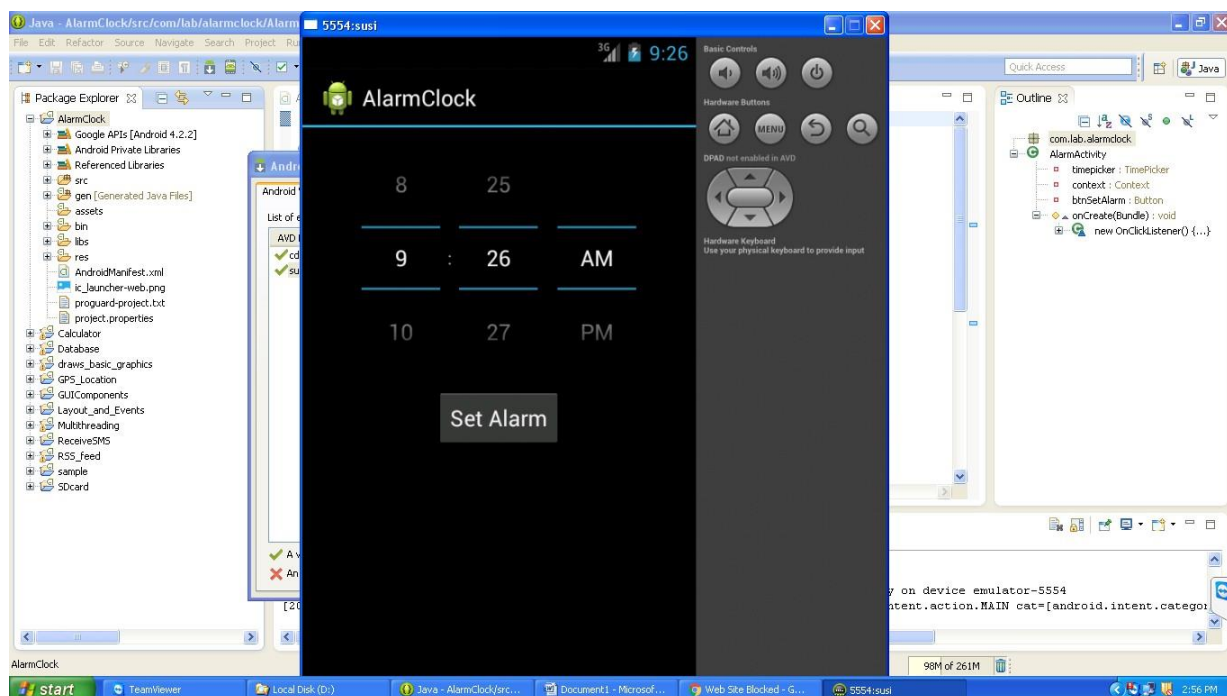 Java - AlarmClock/src/com/lab/alarmclock/Alarm
5554:susi
File Edit Refactor Source Navigate Search Project Ru
Quick Access
Java
Package Explorer
AlarmClock
Google APIs [Android 4.2.2]
Android Private Libraries
Referenced Libraries
src
gen [Generated Java Files]
assets
bin
libs
res
AndroidManifest.xml
ic_launcher-web.png
proguard-project.txt
project.properties
Calculator
Database
draws_basic_graphics
GPS_Location
GUIComponents
Layout_and_Events
Multithreading
ReceiveSMS
RSS_feed
sample
SDcard
Andr
Android
List of e
AVD
cd
su
A v
An
[20
3G 9:26
AlarmClock
8 25
9 : 26 AM
10 27 PM
Set Alarm
Basic Controls
Hardware Buttons
MENU
DPAD not enabled in AVD
Hardware Keyboard
Use your physical keyboard to provide input
Outline
com.lab.alarmclock
AlarmActivity
timepicker : TimePicker
context : Context
btnSetAlarm : Button
onCreate(Bundle) : void
new OnClickListener() {...}
y on device emulator-5554
ntent.action.MAIN cat=[android.intent.categor
AlarmClock
98M of 261M
start
TeamViewer
Local Disk (D:)
Java - AlarmClock/src...
Document1 - Microsof...
Web Site Blocked - G...
5554:susi
2:56 PM